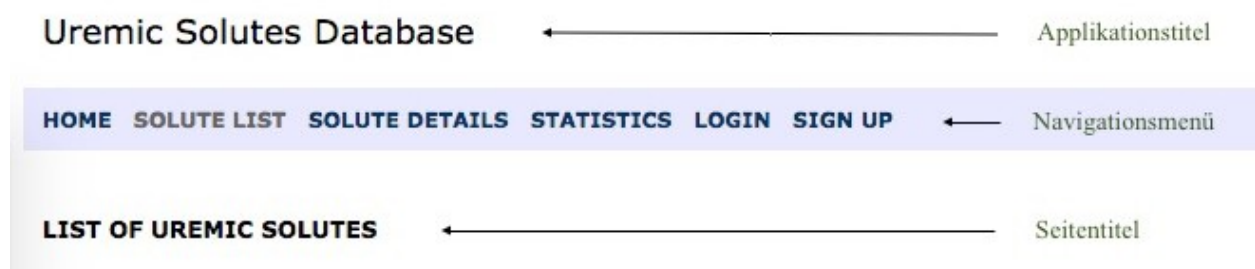 Uremic Solutes Database Applikationstitel
HOME SOLUTE LIST SOLUTE DETAILS STATISTICS LOGIN SIGN UP Navigationsmenü
LIST OF UREMIC SOLUTES Seitentitel